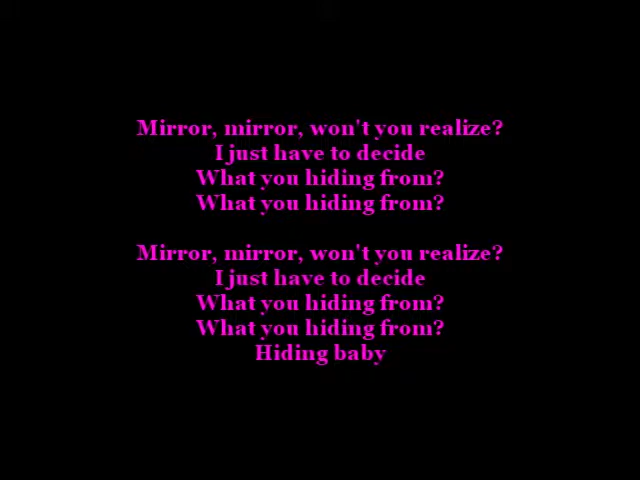 Mirror, mirror, won't you realize?
I just have to decide
What you hiding from?
What you hiding from?
Mirror, mirror, won't you realize?
I just have to decide
What you hiding from?
What you hiding from?
Hiding baby